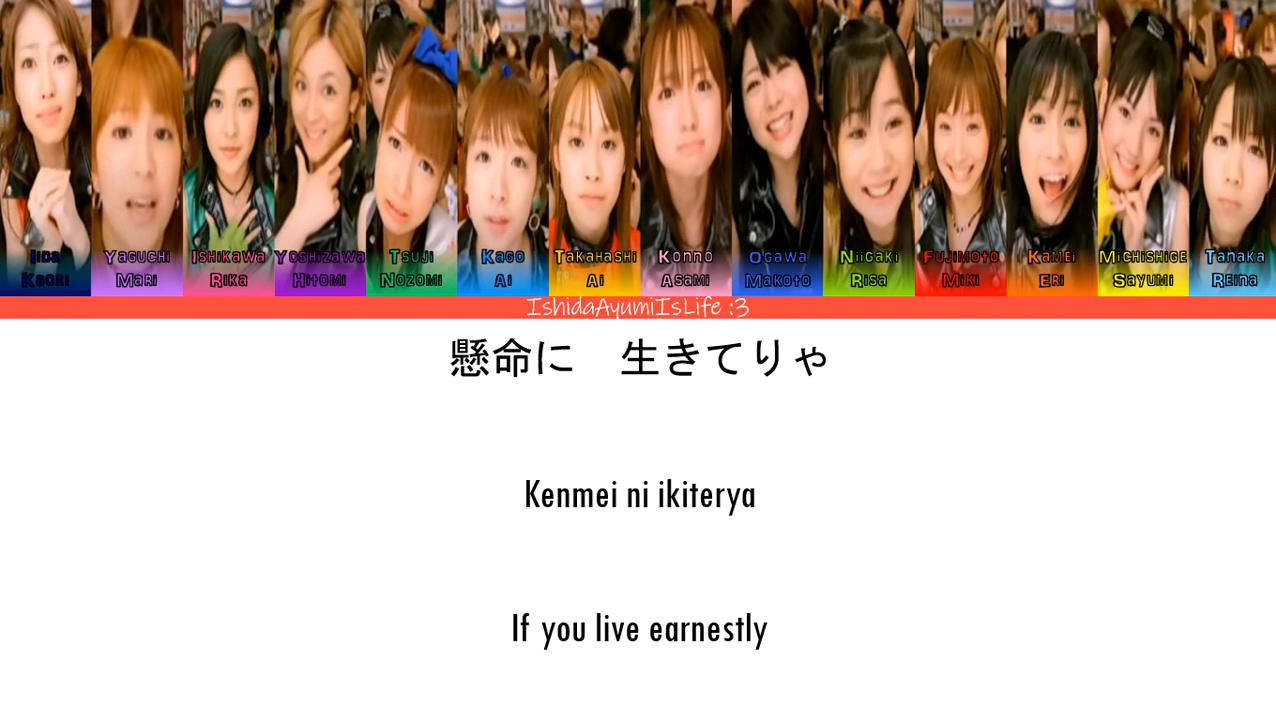 Iida Kaori
Yaguchi Mari
Ishikawa Rika
Yoshizawa Hitomi
Tsuji Nozomi
Kago Ai
Takahashi Ai
Konno Asami
Ogawa Makoto
Niigaki Risa
Fujimoto Miki
Kamei Eri
Michishige Sayumi
Tanaka Reina
IshidaAyumiIsLife :3
懸命に　生きてりゃ
Kenmei ni ikiterya
If you live earnestly